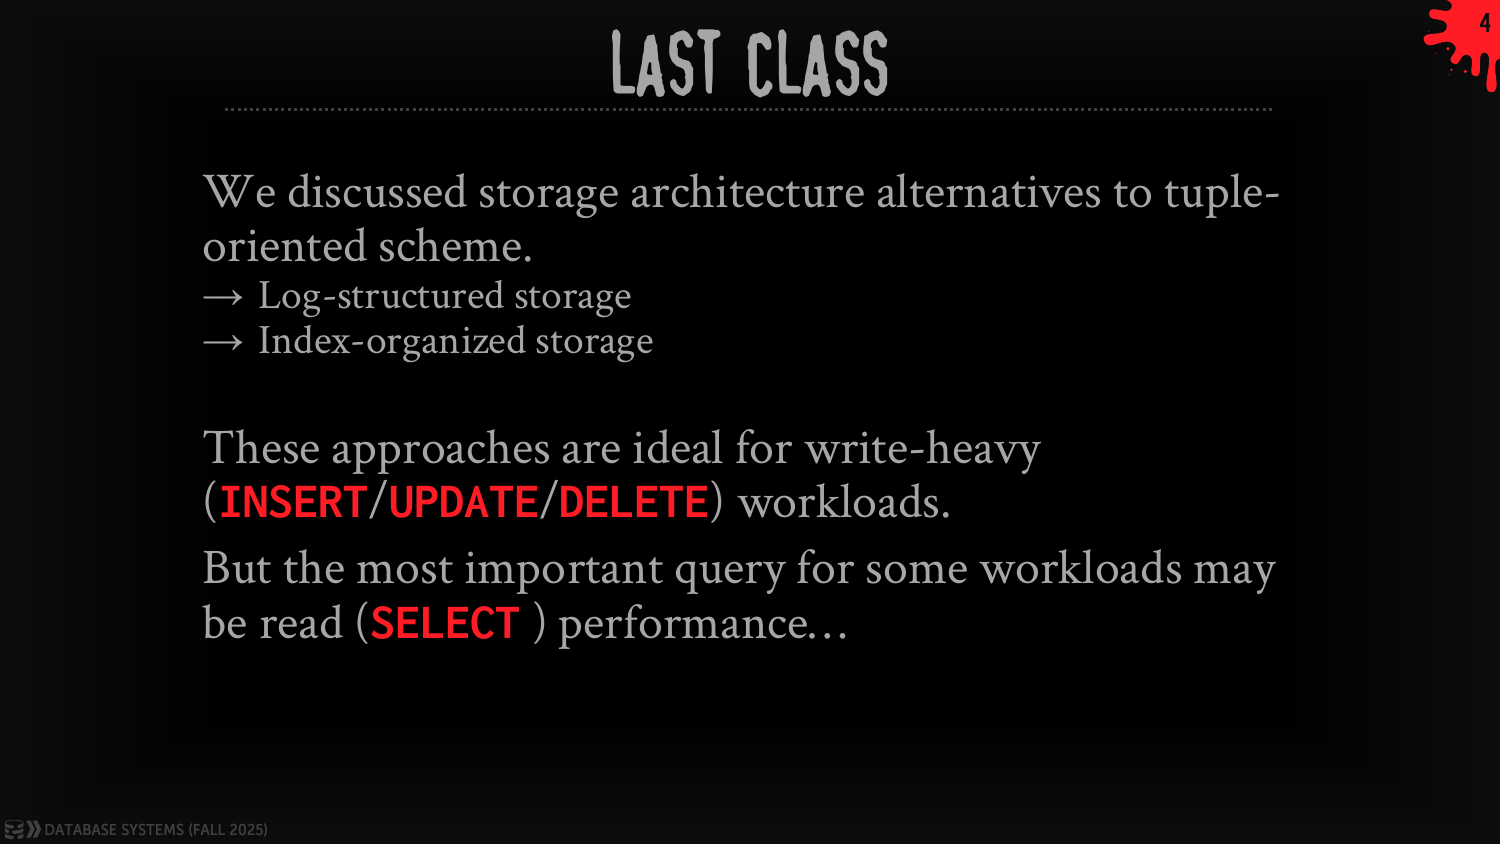 4
LAST CLASS
We discussed storage architecture alternatives to tuple-
oriented scheme.
→ Log-structured storage
→ Index-organized storage
These approaches are ideal for write-heavy
(INSERT/UPDATE/DELETE) workloads.
But the most important query for some workloads may
be read (SELECT ) performance…
DATABASE SYSTEMS (FALL 2025)